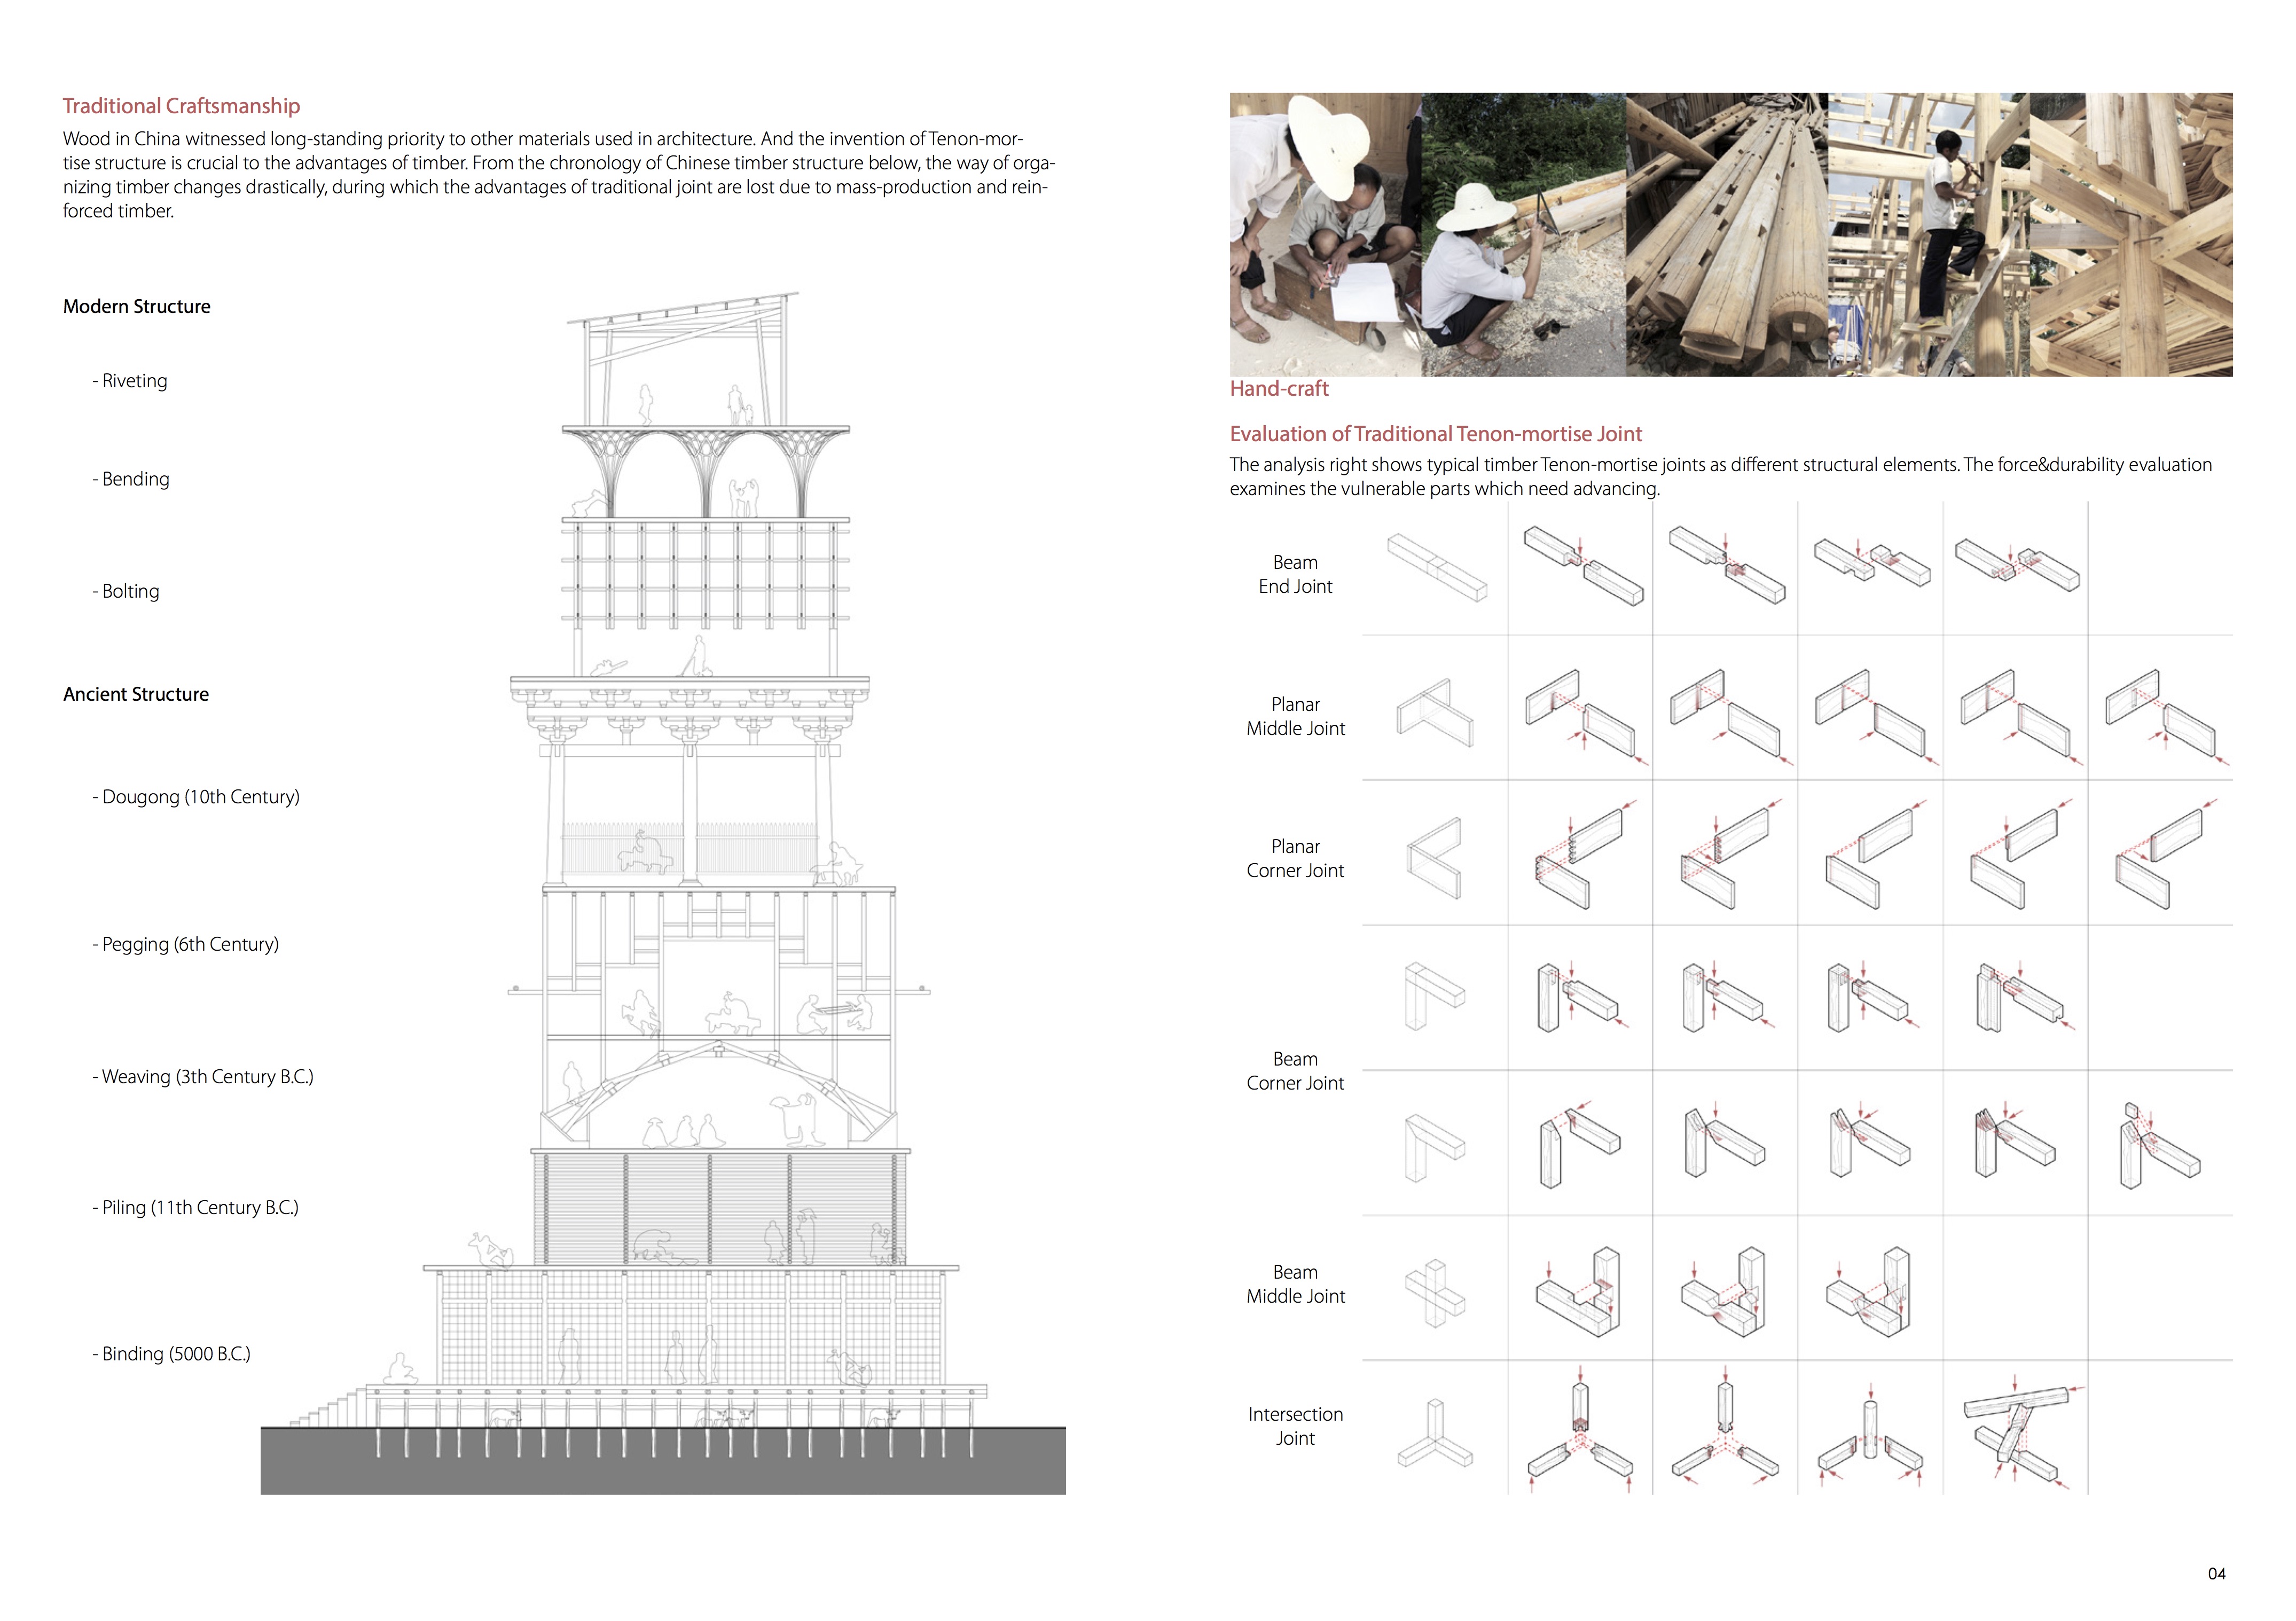 Traditional Craftsmanship
Wood in China witnessed long-standing priority to other materials used in architecture. And the invention of Tenon-mor-
tise structure is crucial to the advantages of timber. From the chronology of Chinese timber structure below, the way of orga-
nizing timber changes drastically, during which the advantages of traditional joint are lost due to mass-production and rein-
forced timber.
Modern Structure
- Riveting
- Bending
- Bolting
Ancient Structure
- Dougong (10th Century)
- Pegging (6th Century)
- Weaving (3th Century B.C.)
- Piling (11th Century B.C.)
- Binding (5000 B.C.)
Hand-craft
Evaluation of Traditional Tenon-mortise Joint
The analysis right shows typical timber Tenon-mortise joints as different structural elements. The force&durability evaluation
examines the vulnerable parts which need advancing.
Beam
End Joint
Planar
Middle Joint
Planar
Corner Joint
Beam
Corner Joint
Beam
Middle Joint
Intersection
Joint
04